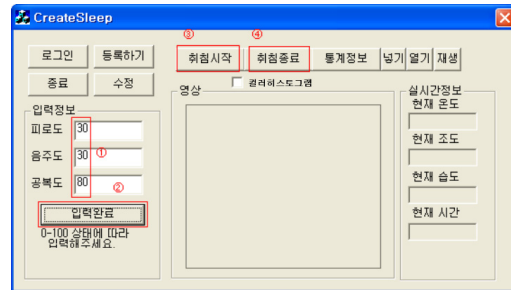 CreateSleep
③ ④
로그인 등록하기 취침시작 취침종료 통계정보 넣기 열기 재생
종료 수정 컬러히스토그램
영상 실시간정보
입력정보 현재 온도
피로도 30
현재 조도
음주도 30 ①
공복도 80 ② 현재 습도
입력완료 현재 시간
0-100 상태에 따라
입력해주세요.